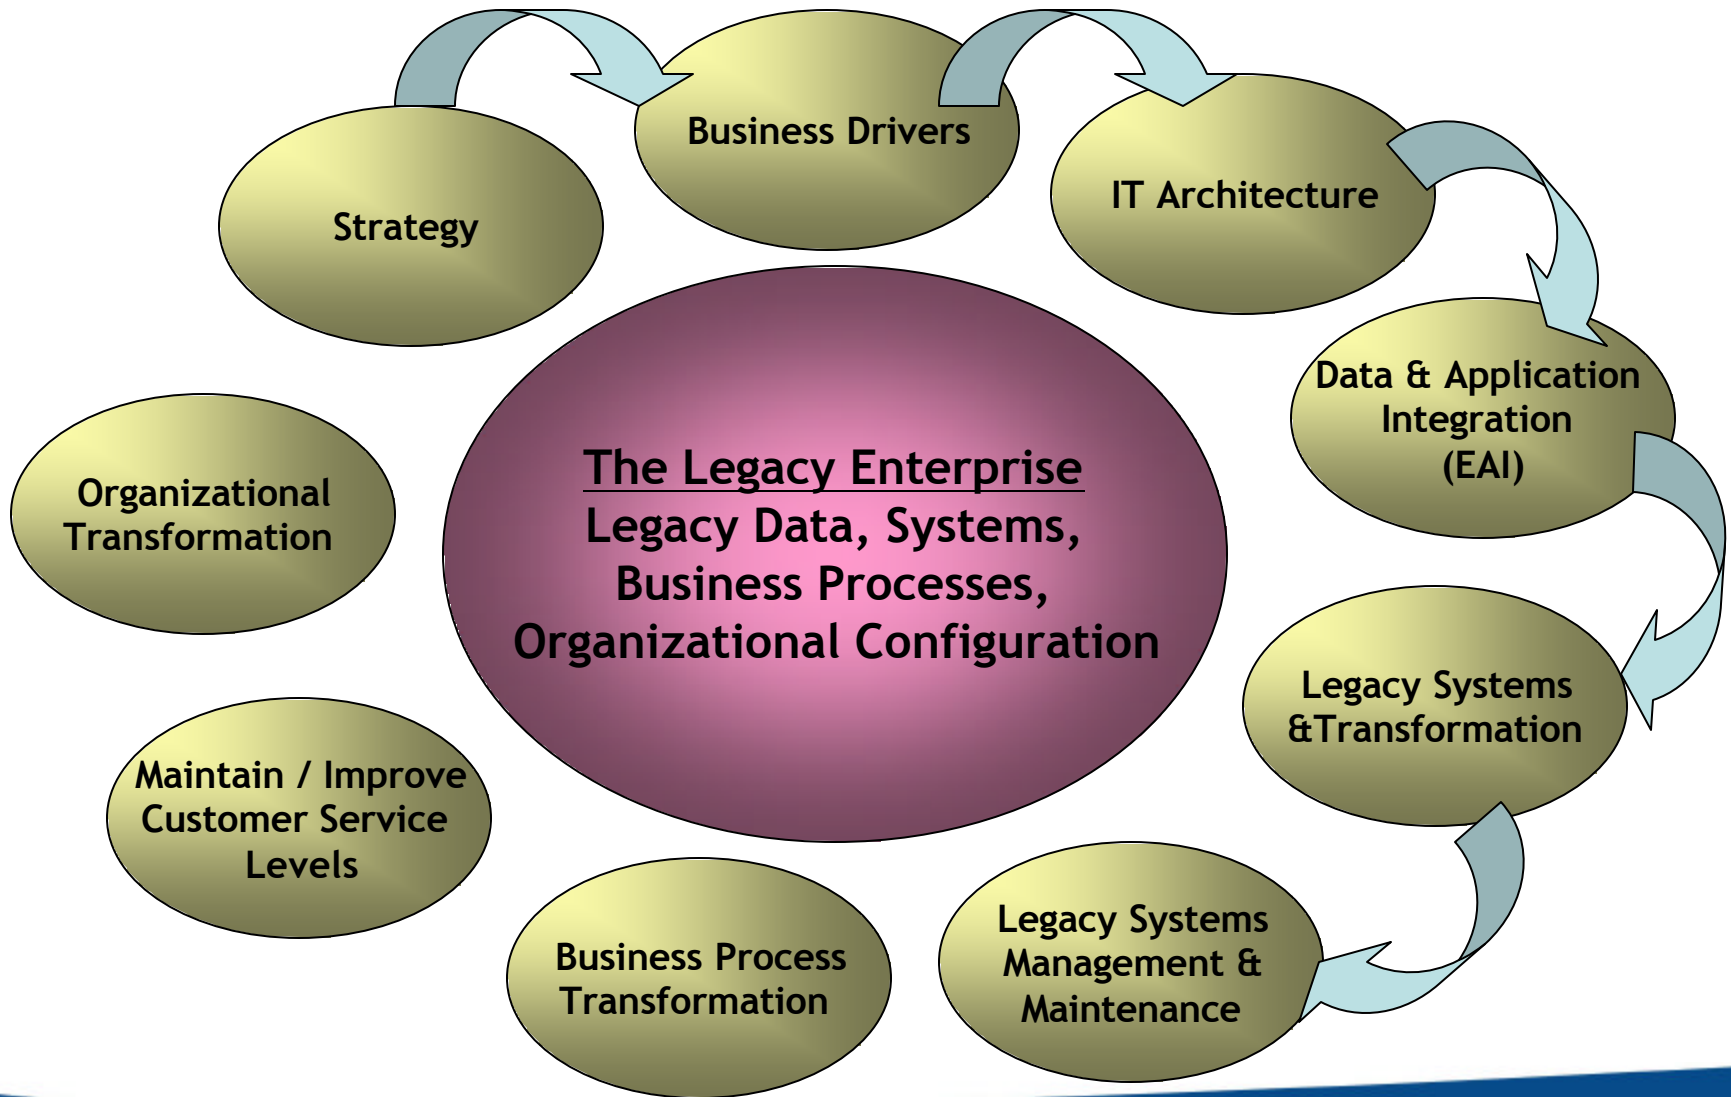 Strategy
Business Drivers
IT Architecture
Data & Application
Integration
(EAI)
Legacy Systems
&Transformation
Legacy Systems
Management &
Maintenance
Business Process
Transformation
Maintain / Improve
Customer Service
Levels
Organizational
Transformation
The Legacy Enterprise
Legacy Data, Systems,
Business Processes,
Organizational Configuration